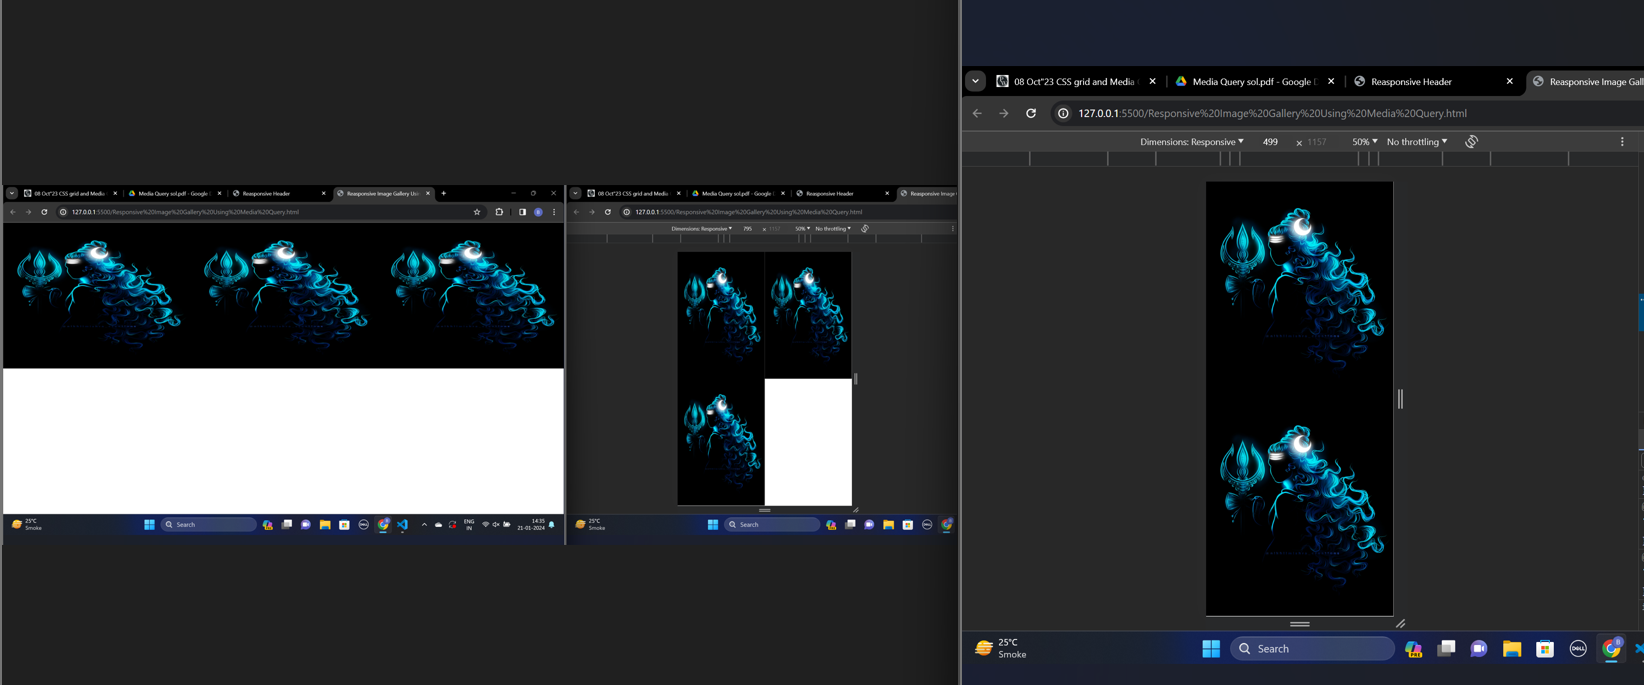 08 Oct"23 CSS grid and Media
Media Query sol.pdf - Google D
Reasponsive Header
Reasponsive Image Gallery Us
127.0.0.1:5500/Responsive%20Image%20Gallery%20Using%20Media%20Query.html
25°C
Smoke
Search
ENG
IN
14:35
21-01-2024
08 Oct"23 CSS grid and Media
Media Query sol.pdf - Google D
Reasponsive Header
Reasponsive Image G
127.0.0.1:5500/Responsive%20Image%20Gallery%20Using%20Media%20Query.html
Dimensions: Responsive 795 × 1157 50% No throttling
25°C
Smoke
Search
08 Oct"23 CSS grid and Media
Media Query sol.pdf - Google D
Reasponsive Header
Reasponsive Image Gall
127.0.0.1:5500/Responsive%20Image%20Gallery%20Using%20Media%20Query.html
Dimensions: Responsive 499 × 1157 50% No throttling
25°C
Smoke
Search
PRE
DELL
B